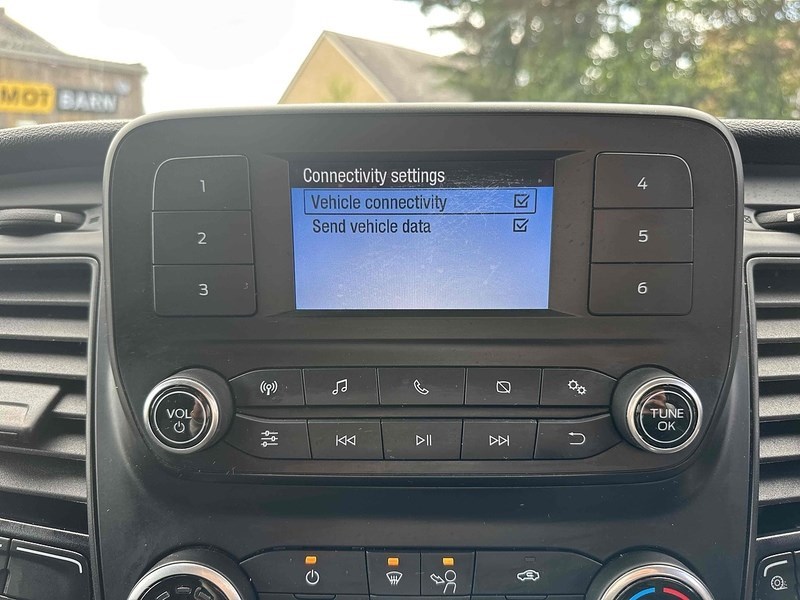 MOT BARN
Connectivity settings
Vehicle connectivity
Send vehicle data
1
2
3
4
5
6
VOL
TUNE
OK